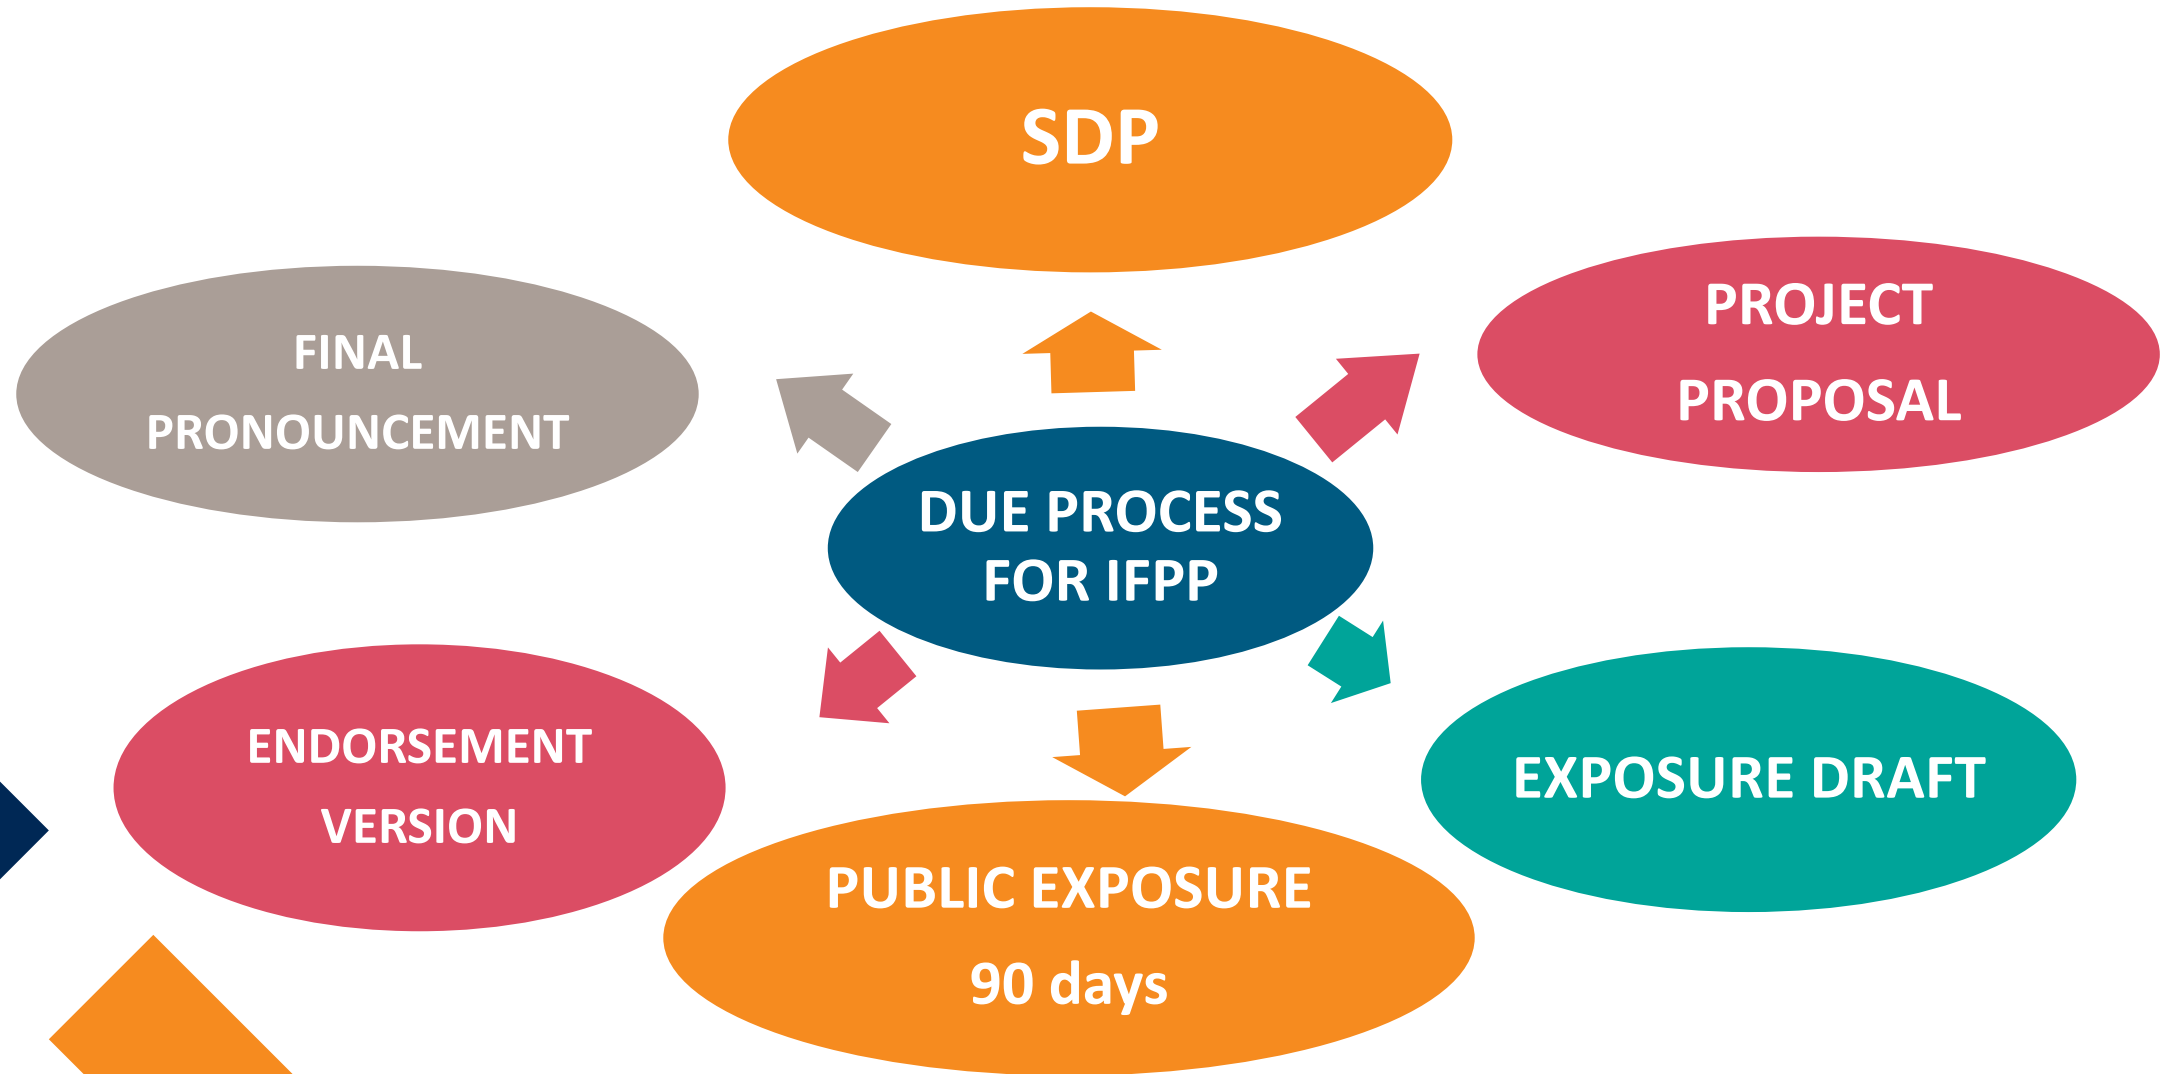 SDP
PROJECT
PROPOSAL
FINAL
PRONOUNCEMENT
DUE PROCESS
FOR IFPP
EXPOSURE DRAFT
ENDORSEMENT
VERSION
PUBLIC EXPOSURE
90 days